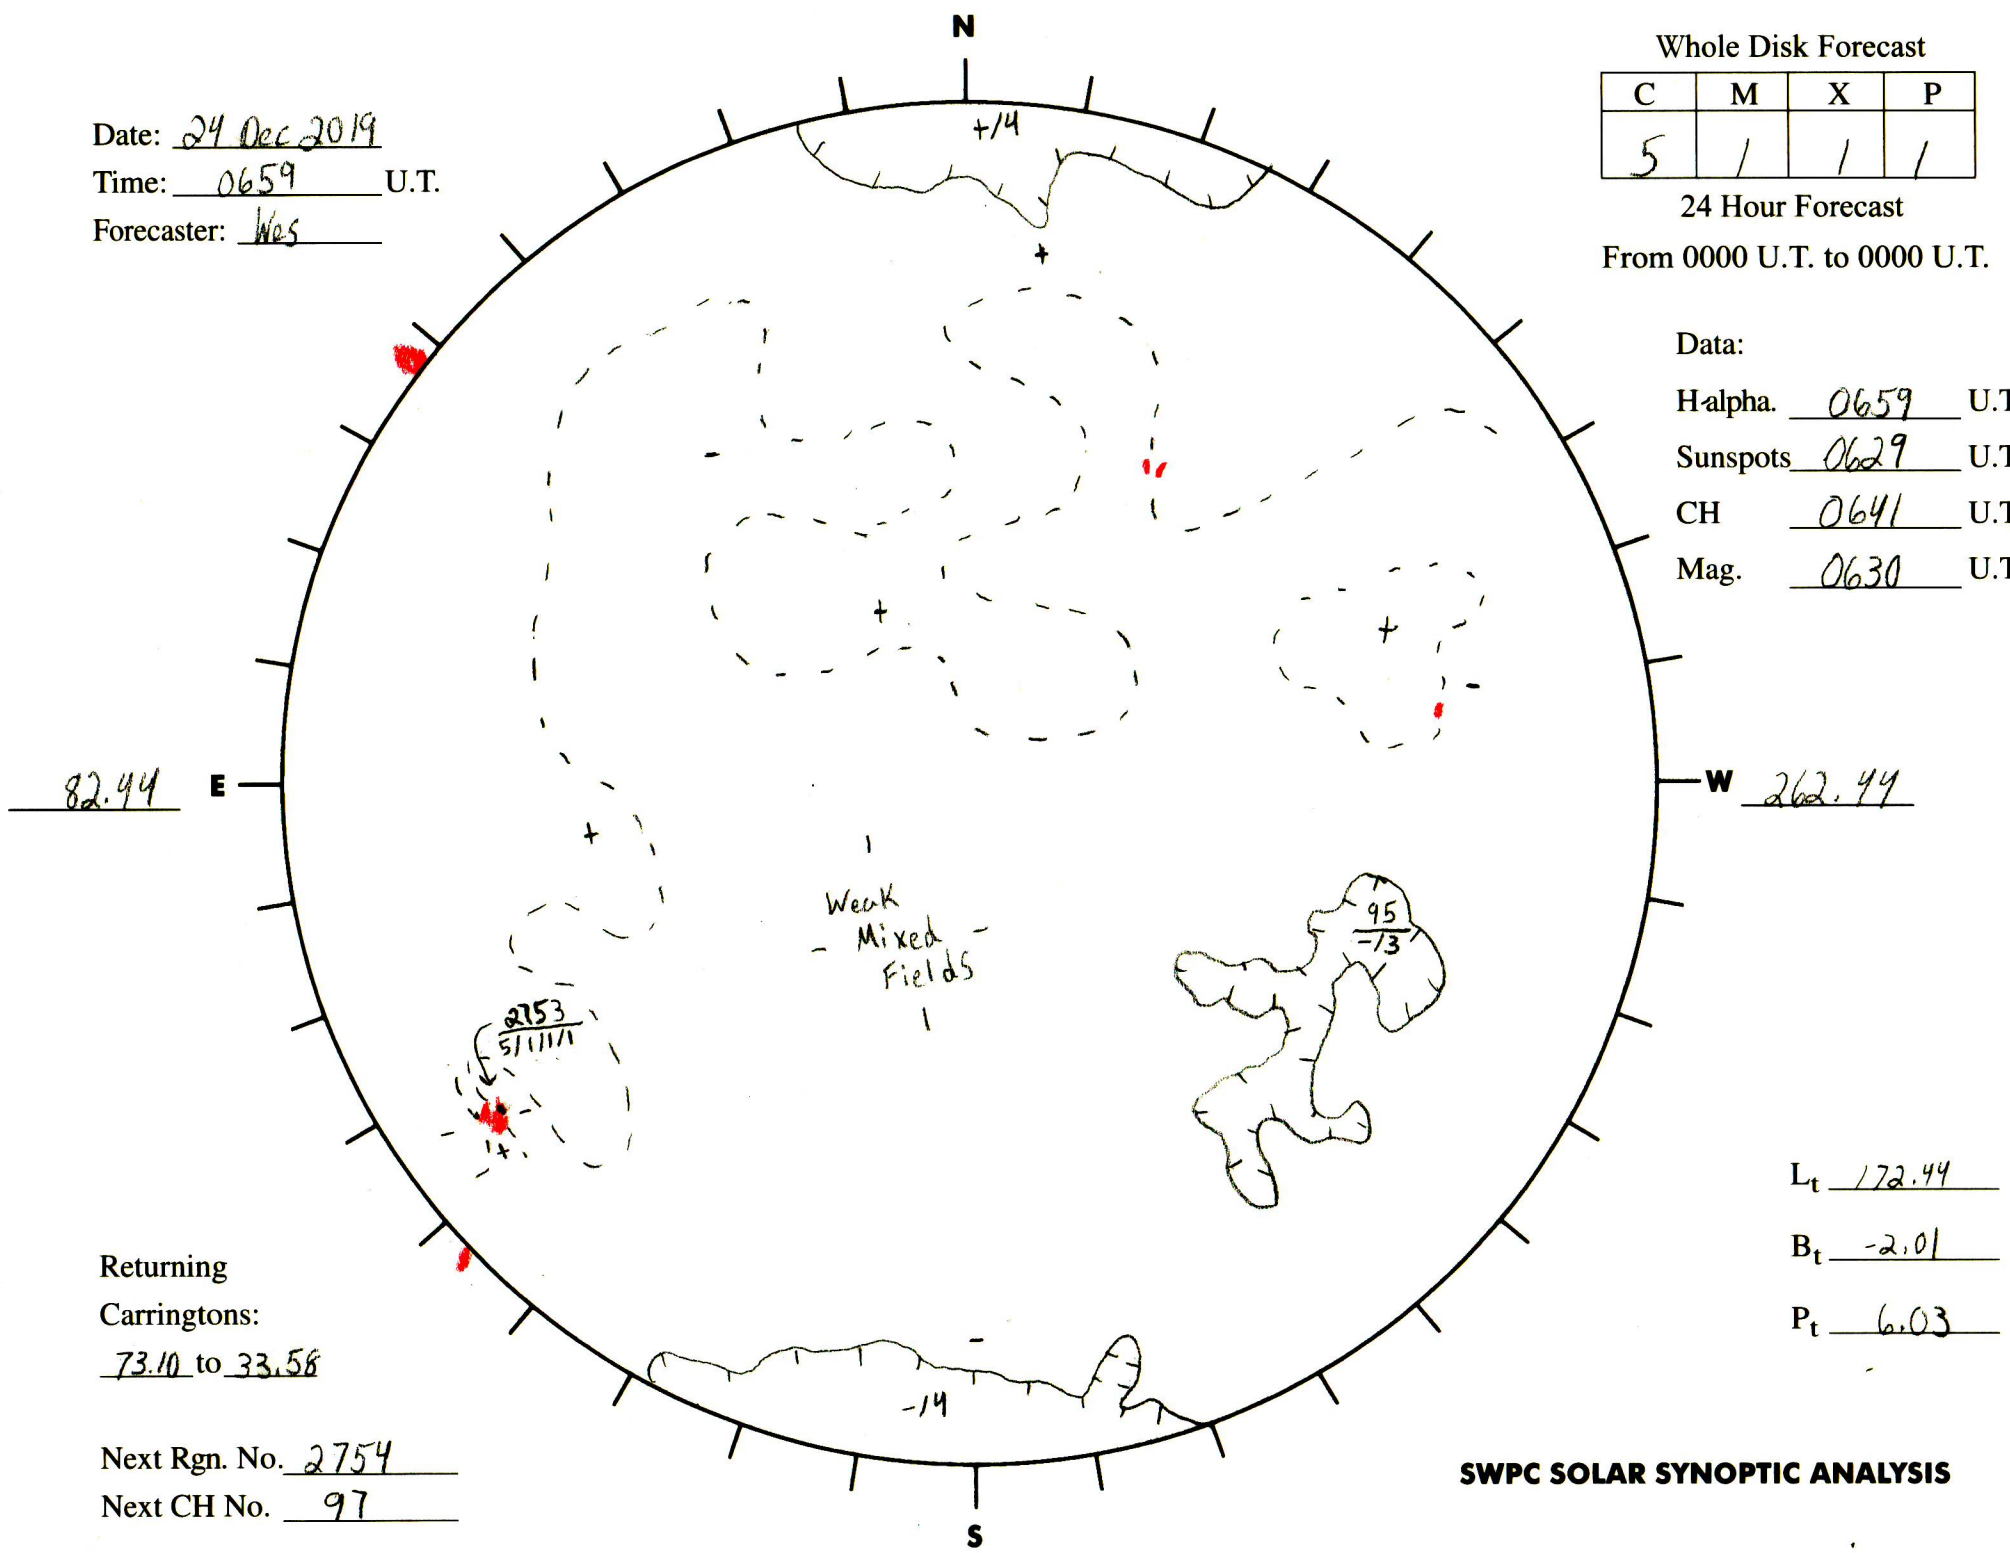 N
Whole Disk Forecast
C M X P
5 1 1 1
24 Hour Forecast
From 0000 U.T. to 0000 U.T.
Date: 24 Dec 2019
Time: 0659 U.T.
Forecaster: Wes
+14
Data:
H-alpha. 0659 U.T
Sunspots 0629 U.T
CH 0641 U.T
Mag. 0630 U.T
82.44 E
W 262.44
Weak
Mixed
Fields
95
-13
2753
5/1/1/1
Lt 172.44
Bt -2.01
Pt 6.03
Returning
Carringtons:
73.10 to 33.58
-14
Next Rgn. No. 2754
Next CH No. 97
SWPC SOLAR SYNOPTIC ANALYSIS
S